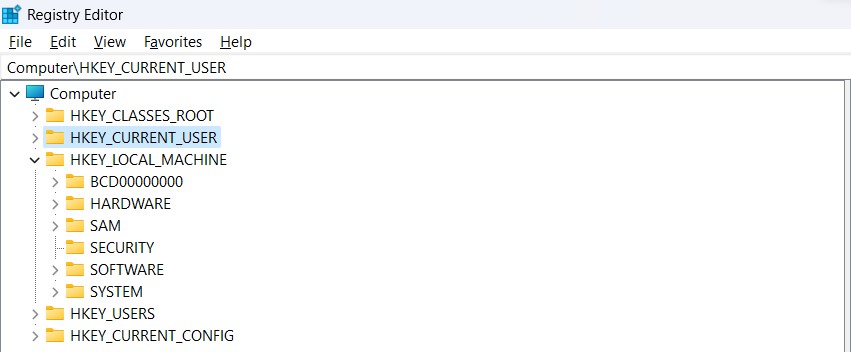 Registry Editor
File Edit View Favorites Help
Computer\HKEY_CURRENT_USER
Computer
HKEY_CLASSES_ROOT
HKEY_CURRENT_USER
HKEY_LOCAL_MACHINE
BCD00000000
HARDWARE
SAM
SECURITY
SOFTWARE
SYSTEM
HKEY_USERS
HKEY_CURRENT_CONFIG